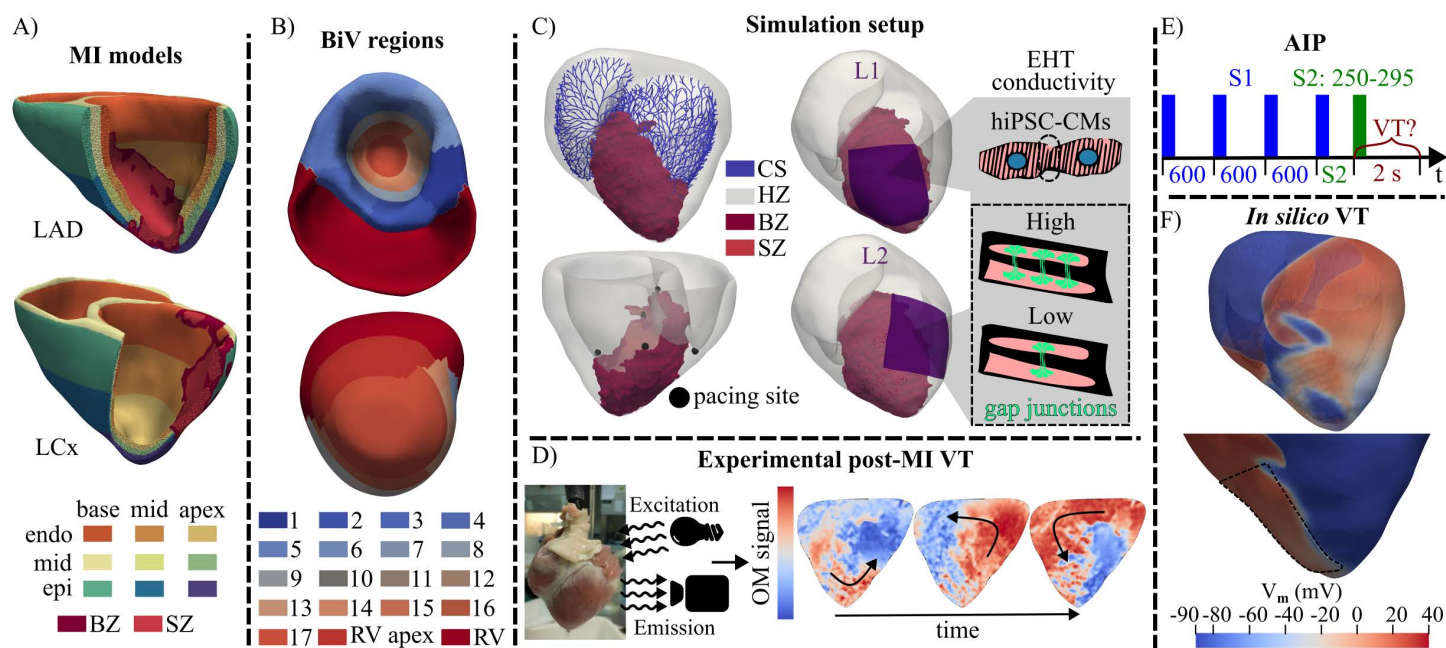 A)
MI models
LAD
LCx
base mid apex
endo
mid
epi
BZ SZ
B)
BiV regions
1 2 3 4
5 6 7 8
9 10 11 12
13 14 15 16
17 RV apex RV
C)
Simulation setup
CS
HZ
BZ
SZ
pacing site
L1
L2
EHT
conductivity
hiPSC-CMs
High
Low
gap junctions
D)
Experimental post-MI VT
Excitation
Emission
OM signal
time
E)
AIP
S1 S2: 250-295
VT?
600 600 600 S2 2 s t
F)
In silico VT
Vm (mV)
-90 -80 -60 -40 -20 0 20 40